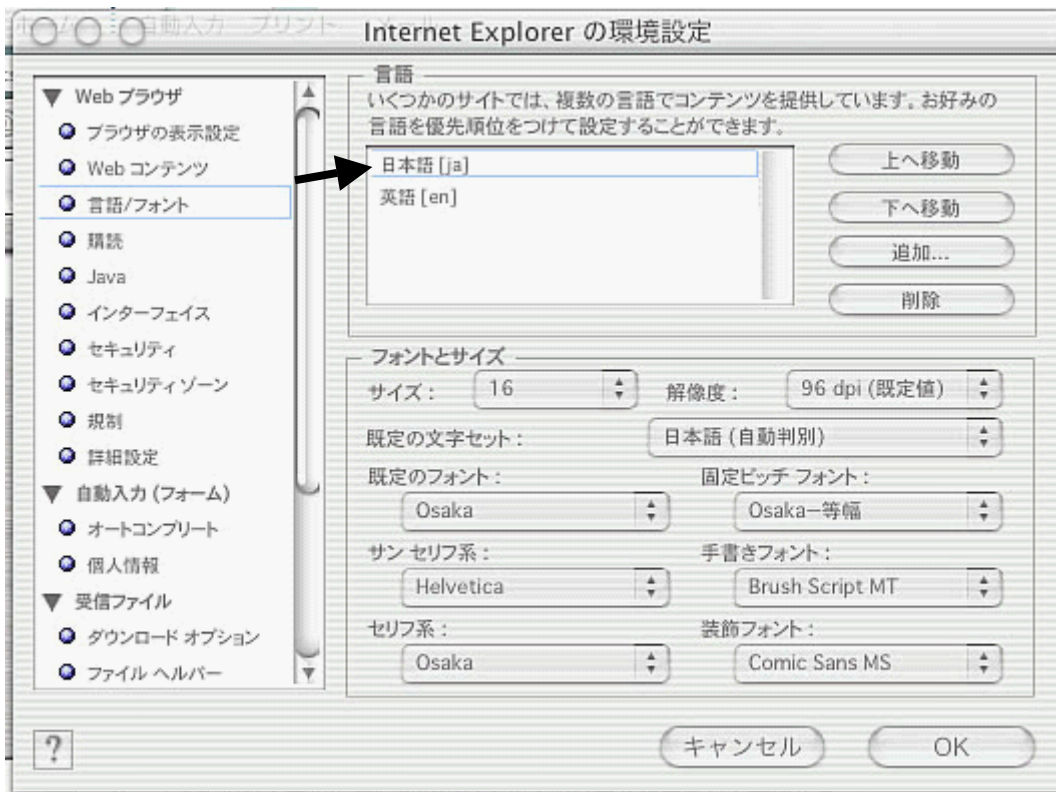 自動入力 プリント
Internet Explorer の環境設定
▼ Web ブラウザ
ブラウザの表示設定
Web コンテンツ
言語/フォント
購読
Java
インターフェイス
セキュリティ
セキュリティ ゾーン
規制
詳細設定
▼ 自動入力 (フォーム)
オートコンプリート
個人情報
▼ 受信ファイル
ダウンロード オプション
ファイル ヘルパー
言語
いくつかのサイトでは、複数の言語でコンテンツを提供しています。お好みの
言語を優先順位をつけて設定することができます。
日本語 [ja]
英語 [en]
上へ移動
下へ移動
追加...
削除
フォントとサイズ
サイズ : 16 解像度 : 96 dpi (既定値)
既定の文字セット : 日本語 (自動判別)
既定のフォント : 固定ピッチ フォント :
Osaka Osaka−等幅
サン セリフ系 : 手書きフォント :
Helvetica Brush Script MT
セリフ系 : 装飾フォント :
Osaka Comic Sans MS
?
キャンセル OK